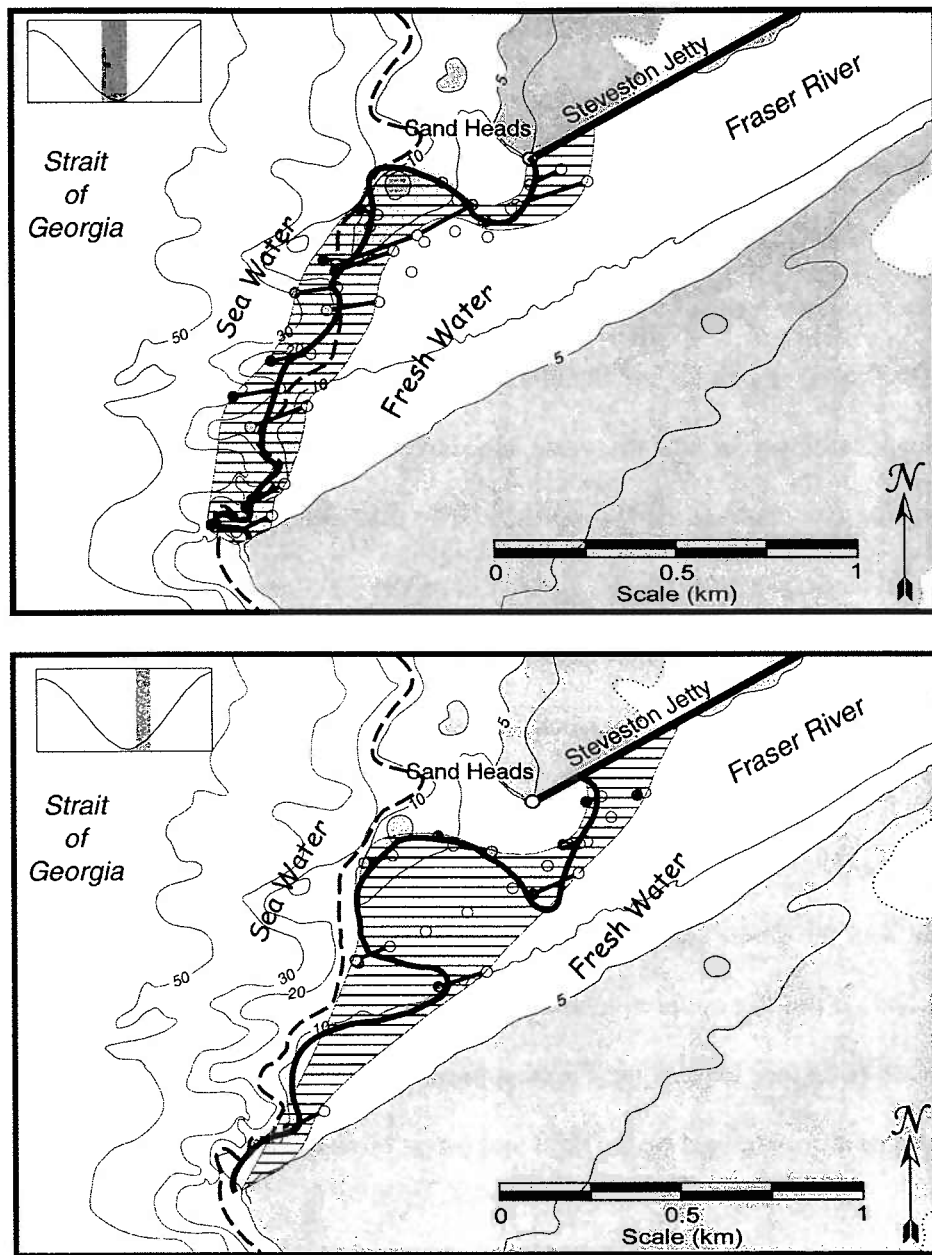 Strait
of
Georgia
Sea Water
Sand Heads
Steveston Jetty
Fraser River
Fresh Water
5
10
50
30
20
10
5
N
0 0.5 1
Scale (km)
Strait
of
Georgia
Sea Water
Sand Heads
Steveston Jetty
Fraser River
Fresh Water
5
10
50
30
20
10
5
N
0 0.5 1
Scale (km)